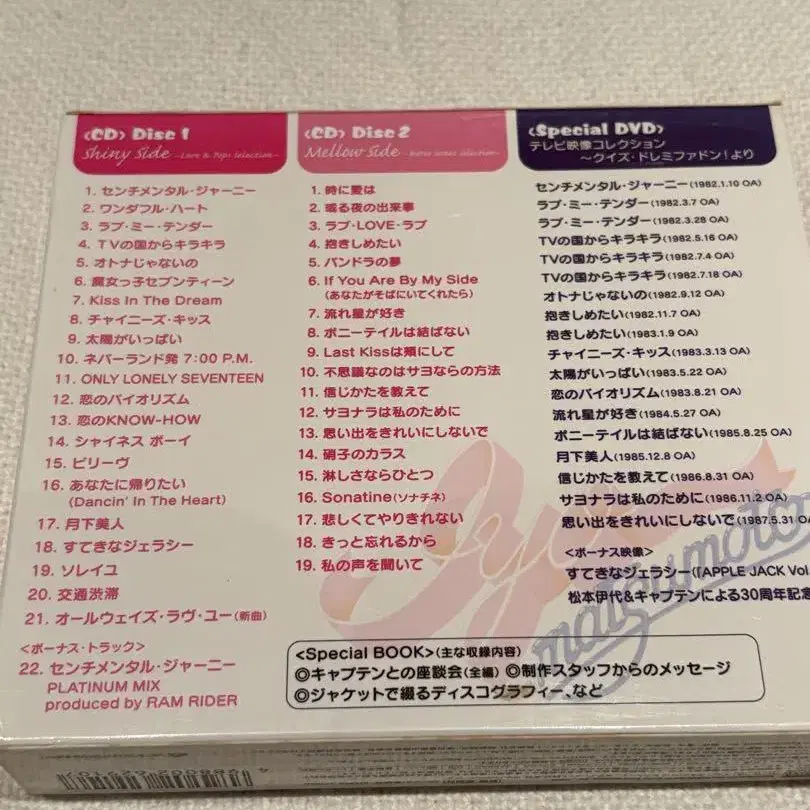 <CD> Disc 1
Shiny Side ~Love & Pops selection~
1. センチメンタル・ジャーニー
2. ワンダフル・ハート
3. ラブ・ミー・テンダー
4. TVの国からキラキラ
5. オトナじゃないの
6. 魔女っ子セブンティーン
7. Kiss In The Dream
8. チャイニーズ・キッス
9. 太陽がいっぱい
10. ネバーランド発 7:00 P.M.
11. ONLY LONELY SEVENTEEN
12. 恋のバイオリズム
13. 恋のKNOW-HOW
14. シャイネス ボーイ
15. ビリーヴ
16. あなたに帰りたい
(Dancin' In The Heart)
17. 月下美人
18. すてきなジェラシー
19. ソレイユ
20. 交通渋滞
21. オールウェイズ・ラヴ・ユー(新曲)
<ボーナス・トラック>
22. センチメンタル・ジャーニー
PLATINUM MIX
produced by RAM RIDER
<CD> Disc 2
Mellow Side selection~
1. 時に愛は
2. 或る夜の出来事
3. ラブ・LOVE・ラブ
4. 抱きしめたい
5. パンドラの夢
6. If You Are By My Side
(あなたがそばにいてくれたら)
7. 流れ星が好き
8. ポニーテイルは結ばない
9. Last Kissは頬にして
10. 不思議なのはサヨならの方法
11. 信じかたを教えて
12. サヨナラは私のために
13. 思い出をきれいにしないで
14. 硝子のカラス
15. 淋しさならひとつ
16. Sonatine(ソナチネ)
17. 悲しくてやりきれない
18. きっと忘れるから
19. 私の声を聞いて
<Special DVD>
テレビ映像コレクション
~クイズ・ドレミファドン!より
センチメンタル・ジャーニー(1982.1.10 OA)
ラブ・ミー・テンダー(1982.3.7 OA)
ラブ・ミー・テンダー(1982.3.28 OA)
TVの国からキラキラ(1982.5.16 OA)
TVの国からキラキラ(1982.7.4 OA)
TVの国からキラキラ(1982.7.18 OA)
オトナじゃないの(1982.9.12 OA)
抱きしめたい(1982.11.7 OA)
抱きしめたい(1983.1.9 OA)
チャイニーズ・キッス(1983.3.13 OA)
太陽がいっぱい(1983.5.22 OA)
恋のバイオリズム(1983.8.21 OA)
流れ星が好き(1984.5.27 OA)
ポニーテイルは結ばない(1985.8.25 OA)
月下美人(1985.12.8 OA)
信じかたを教えて(1986.8.31 OA)
サヨナラは私のために(1986.11.2 OA)
思い出をきれいにしないで(1987.5.31 OA
<ボーナス映像>
すてきなジェラシー(「APPLE JACK Vol.
松本伊代&キャプテンによる30周年記念
Iyo
matsumoto
<Special BOOK>(主な収録内容)
◎キャプテンとの座談会(全編) ◎制作スタッフからのメッセージ
◎ジャケットで綴るディスコグラフィー、など